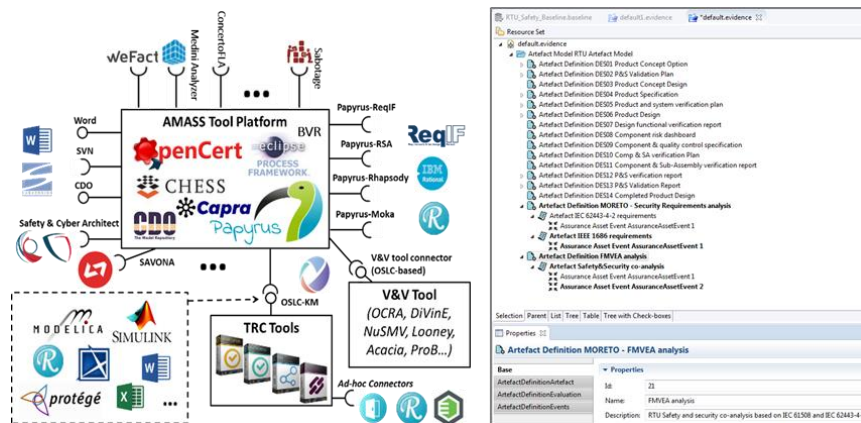 weFact
Medini Analyzer
ConcertoFLA
Sabotage
AMASS Tool Platform
BVR
OpenCert
eclipse
PROCESS
FRAMEWORK
CHESS
CDO
The Model Repository
Capra
Papyrus
Word
SVN
CDO
Safety & Cyber Architect
SAVONA
Papyrus-ReqIF
Papyrus-RSA
Papyrus-Rhapsody
Papyrus-Moka
ReqIF
IBM
Rational
V&V tool connector
(OSLC-based)
V&V Tool
(OCRA, DiVinE,
NuSMV, Looney,
Acacia, ProB...)
OSLC-KM
TRC Tools
Ad-hoc Connectors
MODELICA
SIMULINK
protégé
...
RTU_Safety_Baseline.baseline
default1.evidence
*default.evidence
Resource Set
default.evidence
Artefact Model RTU Artefact Model
Artefact Definition DES01 Product Concept Option
Artefact Definition DES02 P&S Validation Plan
Artefact Definition DES03 Product Concept Design
Artefact Definition DES04 Product Specification
Artefact Definition DES05 Product and system verification plan
Artefact Definition DES06 Product Design
Artefact Definition DES07 Design functional verification report
Artefact Definition DES08 Component risk dashboard
Artefact Definition DES09 Component & quality control specification
Artefact Definition DES10 Comp & SA verification Plan
Artefact Definition DES11 Component & Sub-Assembly verification report
Artefact Definition DES12 P&S verification report
Artefact Definition DES13 P&S Validation Report
Artefact Definition DES14 Completed Product Design
Artefact Definition MORETO - Security Requirements analysis
Artefact IEC 62443-4-2 requirements
Assurance Asset Event AssuranceAssetEvent 1
Artefact IEEE 1686 requirements
Assurance Asset Event AssuranceAssetEvent 1
Artefact Definition FMVEA analysis
Artefact Safety&Security co-analysis
Assurance Asset Event AssuranceAssetEvent 1
Assurance Asset Event AssuranceAssetEvent 2
Selection Parent List Tree Table Tree with Check-boxes
Properties
Artefact Definition MORETO - FMVEA analysis
Base
ArtefactDefinitionArtefact
ArtefactDefinitionEvaluation
ArtefactDefinitionEvents
Properties
Id: 21
Name: FMVEA analysis
Description: RTU Safety and security co-analysis based on IEC 61508 and IEC 62443-4-